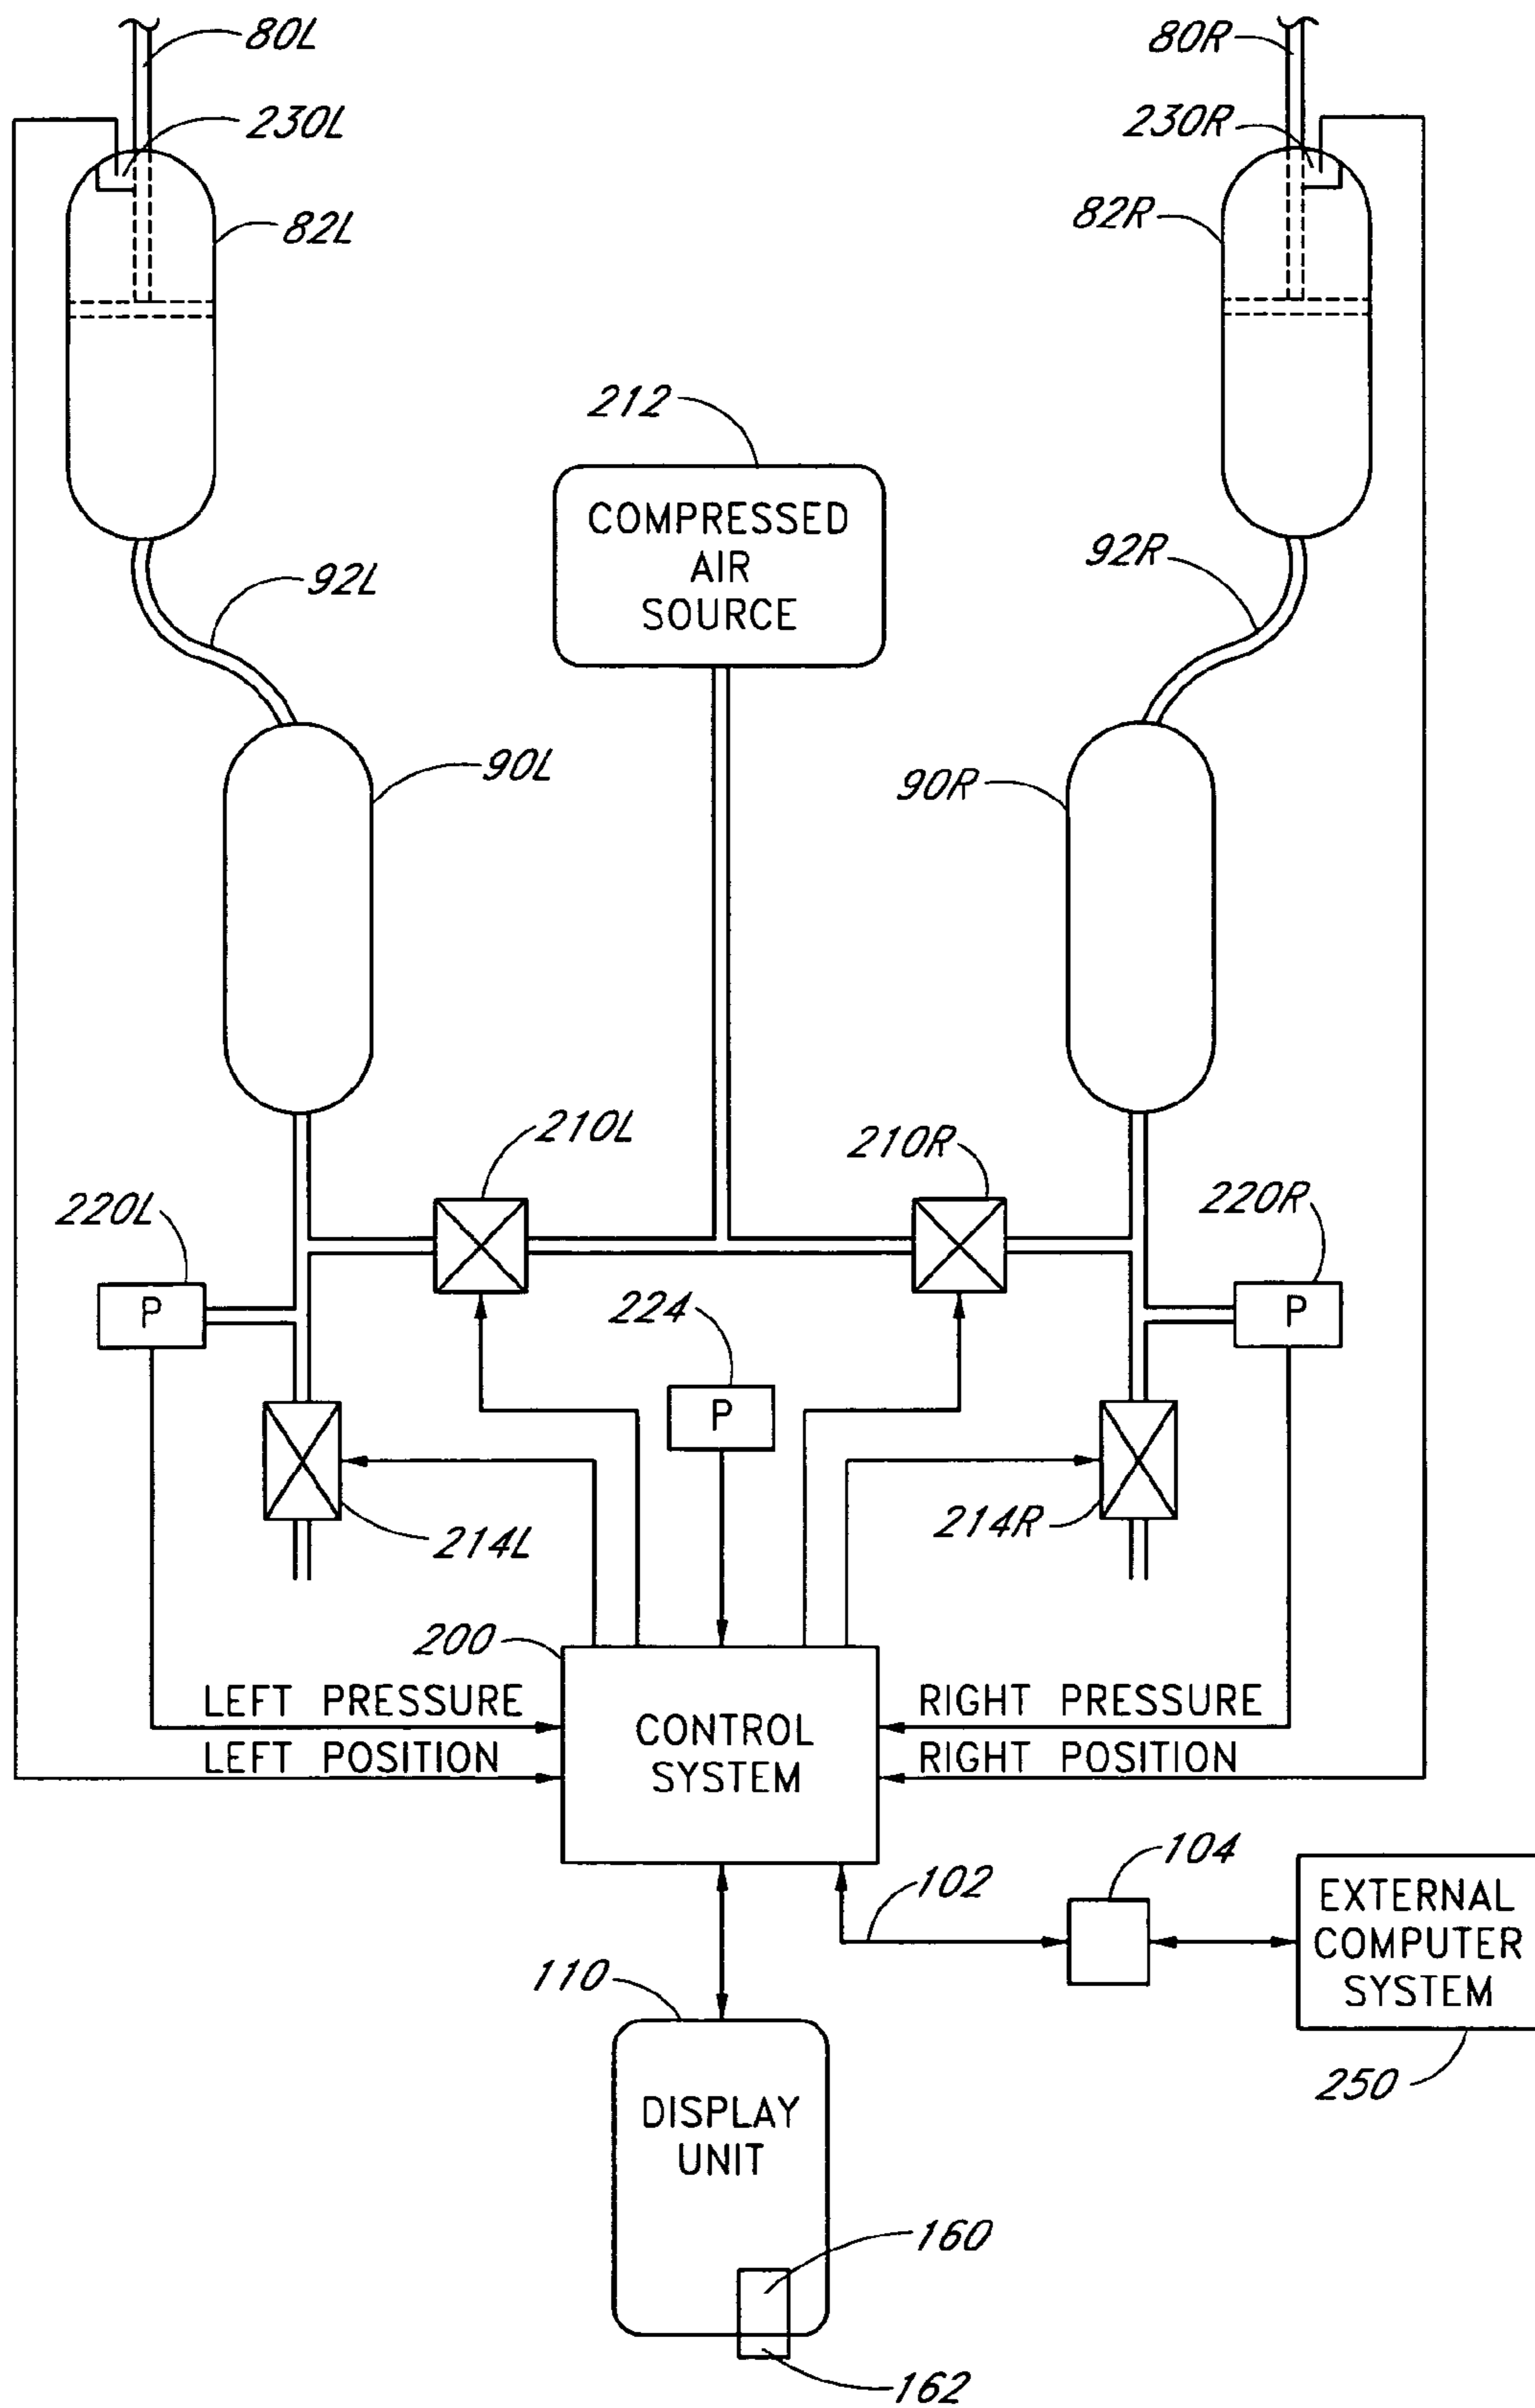 80L
80R
230L
230R
82L
82R
212
COMPRESSED
AIR
SOURCE
92L
92R
90L
90R
210L
210R
220L
220R
P
P
224
P
214L
214R
200
LEFT PRESSURE
RIGHT PRESSURE
CONTROL
SYSTEM
LEFT POSITION
RIGHT POSITION
104
102
EXTERNAL
COMPUTER
SYSTEM
110
250
DISPLAY
UNIT
160
162